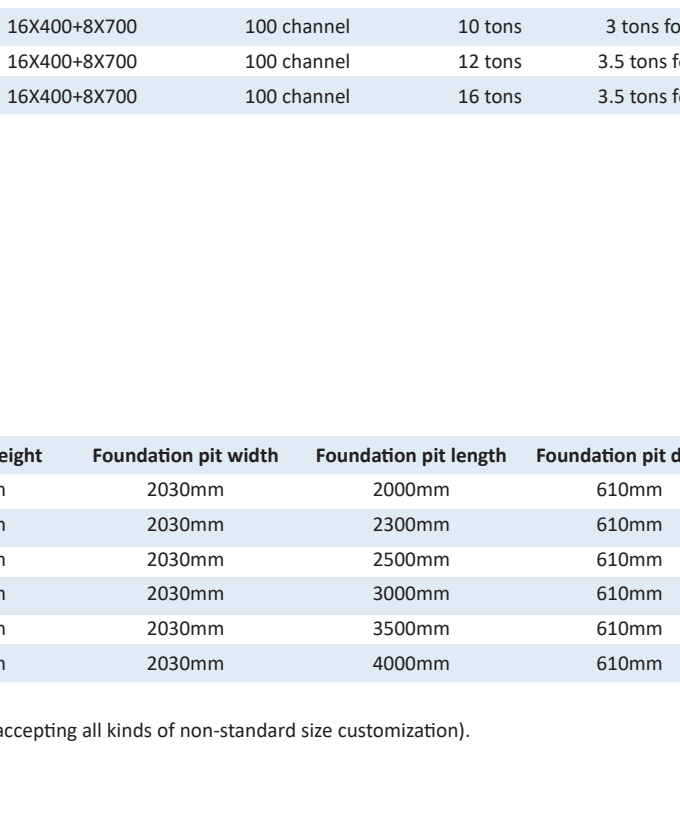 16X400+8X700 100 channel 10 tons 3 tons fo
16X400+8X700 100 channel 12 tons 3.5 tons f
16X400+8X700 100 channel 16 tons 3.5 tons f
eight Foundation pit width Foundation pit length Foundation pit d
2030mm 2000mm 610mm
2030mm 2300mm 610mm
2030mm 2500mm 610mm
2030mm 3000mm 610mm
2030mm 3500mm 610mm
2030mm 4000mm 610mm
accepting all kinds of non-standard size customization).